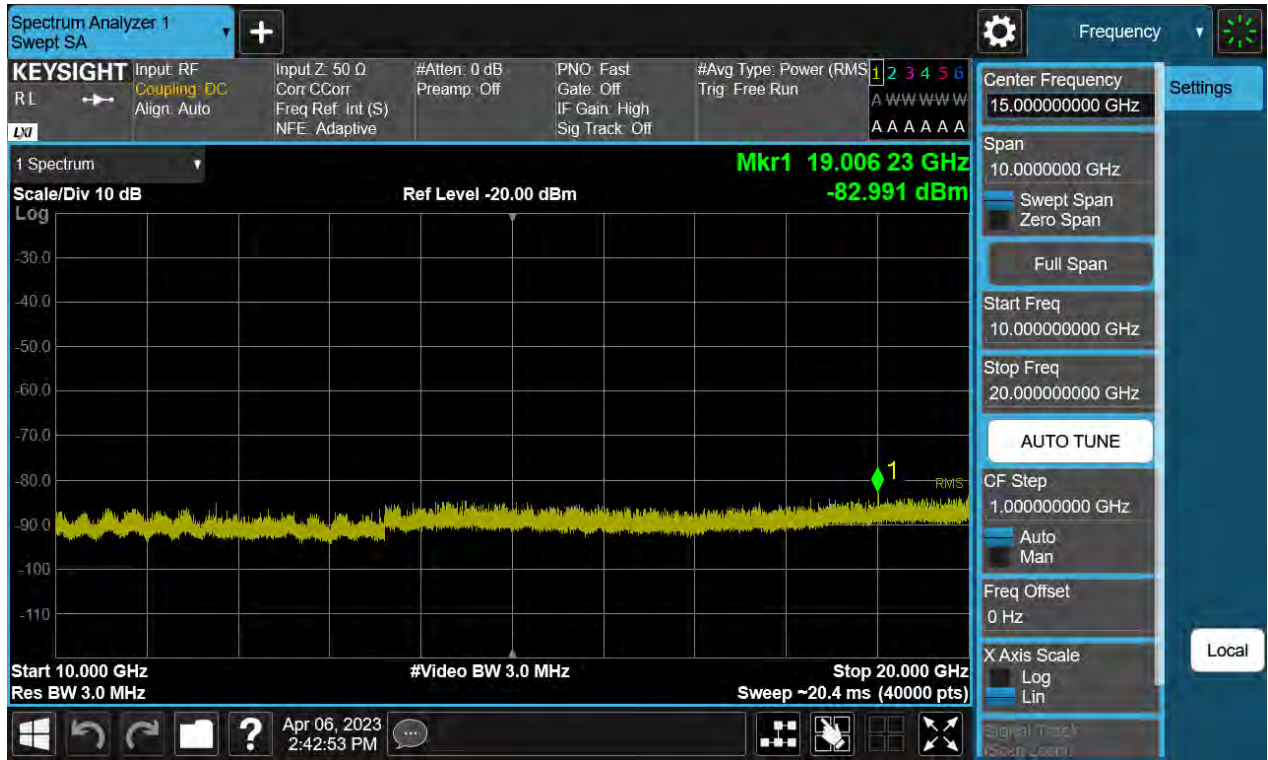 Spectrum Analyzer 1
Swept SA
+
Frequency
KEYSIGHT
RL
LXI
Input: RF
Coupling: DC
Align: Auto
Input Z: 50 Ω
Corr CCorr
Freq Ref: Int (S)
NFE: Adaptive
#Atten: 0 dB
Preamp: Off
PNO: Fast
Gate: Off
IF Gain: High
Sig Track: Off
#Avg Type: Power (RMS
Trig: Free Run
1 2 3 4 5 6
A W W W W W
A A A A A A
1 Spectrum
Mkr1 19.006 23 GHz
Scale/Div 10 dB
Ref Level -20.00 dBm
-82.991 dBm
Log
-30.0
-40.0
-50.0
-60.0
-70.0
-80.0
-90.0
-100
-110
1
RMS
Start 10.000 GHz
#Video BW 3.0 MHz
Stop 20.000 GHz
Res BW 3.0 MHz
Sweep ~20.4 ms (40000 pts)
Center Frequency
15.000000000 GHz
Settings
Span
10.0000000 GHz
Swept Span
Zero Span
Full Span
Start Freq
10.000000000 GHz
Stop Freq
20.000000000 GHz
AUTO TUNE
CF Step
1.000000000 GHz
Auto
Man
Freq Offset
0 Hz
X Axis Scale
Log
Lin
Local
Signal Track
(Span Zoom)
?
Apr 06, 2023
2:42:53 PM